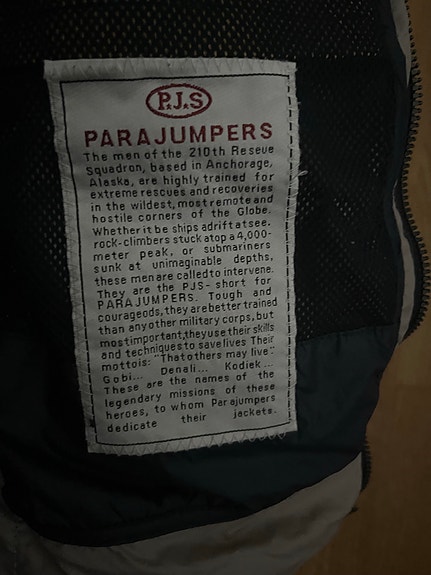 P.J.S
PARAJUMPERS
The men of the 210th Reseue
Squadron, based in Anchorage,
Alaska, are highly trained for
extreme rescues and recoveries
in the wildest, most remote and
hostile corners of the Globe.
Whether it be ships adrift at see.
rock-climbers stuck atop a 4,000-
meter peak, or submariners
sunk at unimaginable depths,
these men are called to intervene.
They are the PJS- short for
PARAJUMPERS. Tough and
courageods, they are better trained
than any other military corps, but
most important, they use their skills
and techniques to save lives Their
motto is: "That others may live".
Gobi... Denali... Kodiek...
These are the names of the
legendary missions of these
heroes, to whom Parajumpers
dedicate their jackets.